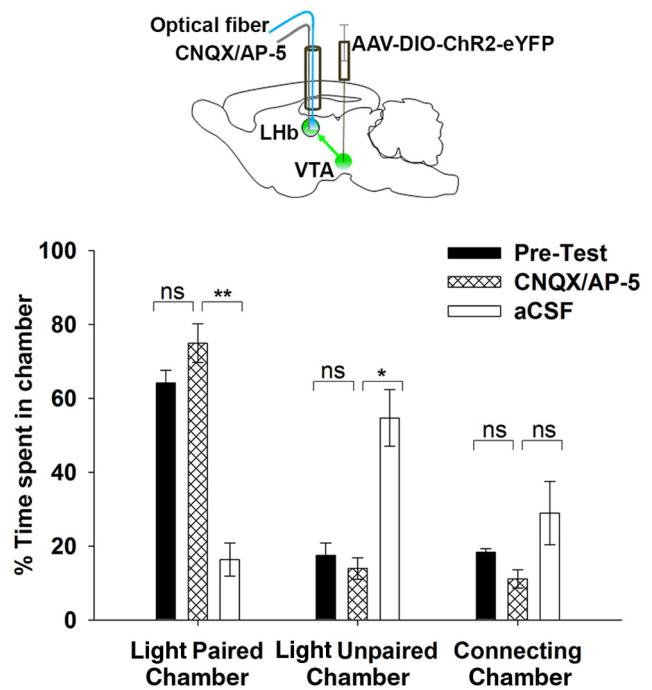 Optical fiber
CNQX/AP-5
AAV-DIO-ChR2-eYFP
LHb
VTA
% Time spent in chamber
100
80
60
40
20
0
Pre-Test
CNQX/AP-5
aCSF
ns
**
ns
*
ns
ns
Light Paired
Chamber
Light Unpaired
Chamber
Connecting
Chamber